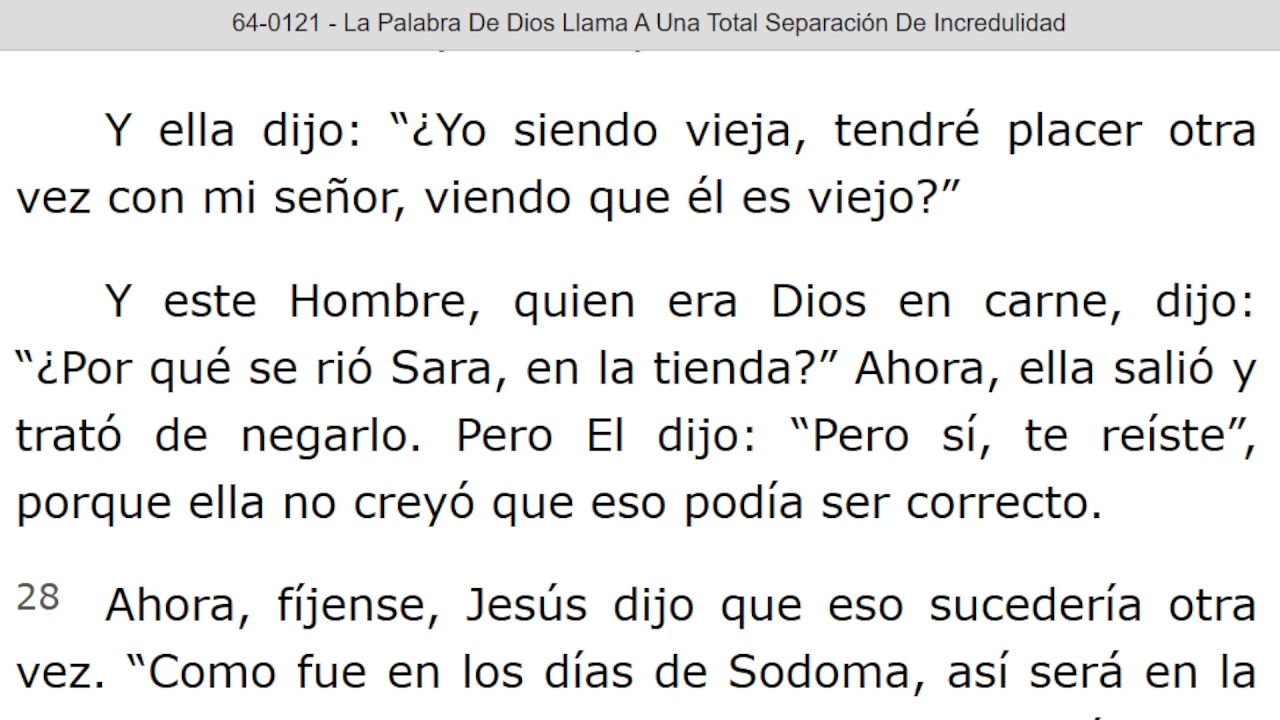 64-0121 - La Palabra De Dios Llama A Una Total Separación De Incredulidad
Y ella dijo: “¿Yo siendo vieja, tendré placer otra
vez con mi señor, viendo que él es viejo?”
Y este Hombre, quien era Dios en carne, dijo:
“¿Por qué se rió Sara, en la tienda?” Ahora, ella salió y
trató de negarlo. Pero El dijo: “Pero sí, te reíste”,
porque ella no creyó que eso podía ser correcto.
28 Ahora, fíjense, Jesús dijo que eso sucedería otra
vez. “Como fue en los días de Sodoma, así será en la